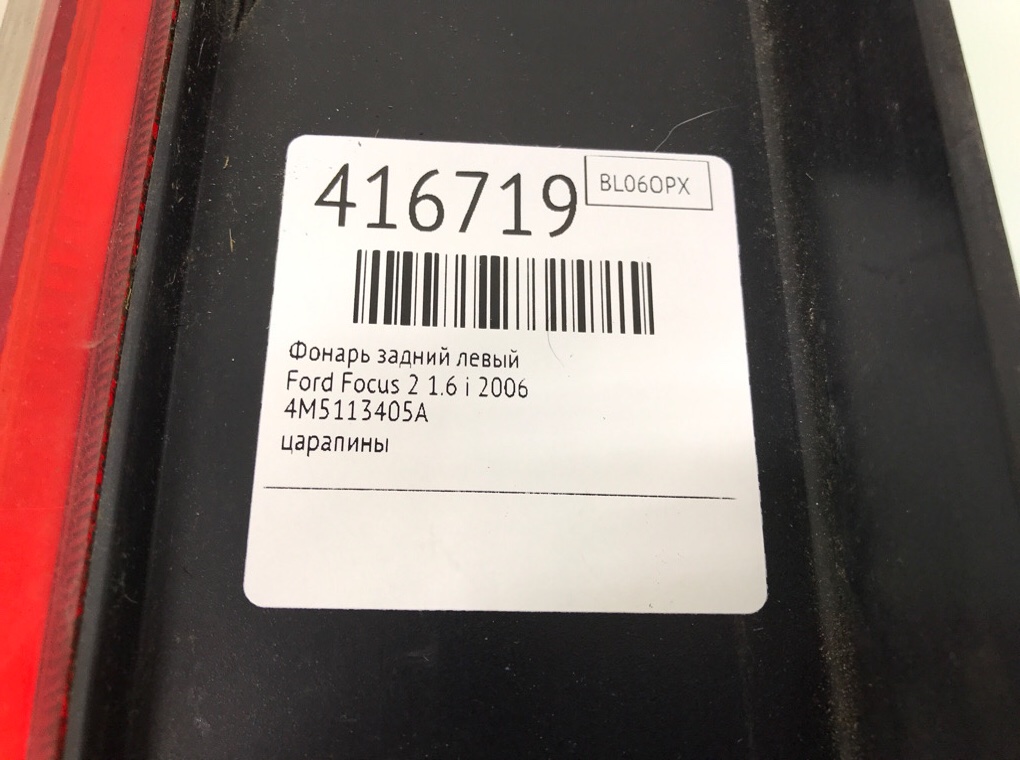 416719
BL06OPX
Фонарь задний левый
Ford Focus 2 1.6 i 2006
4M5113405A
царапины